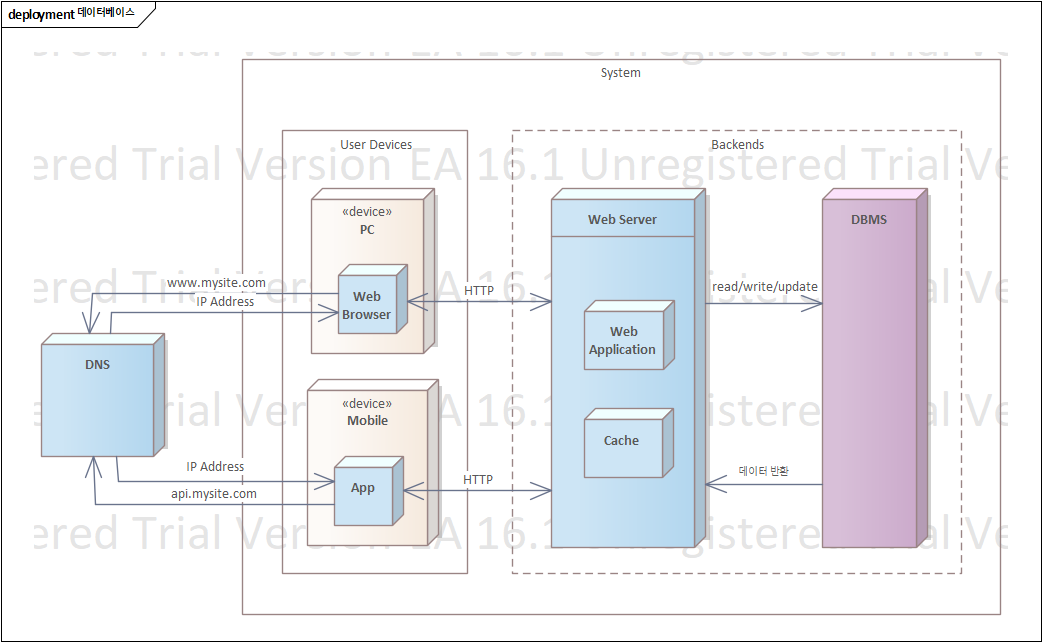 deployment 데이터베이스
System
User Devices
Backends
«device»
PC
Web
Browser
www.mysite.com
IP Address
HTTP
Web Server
DBMS
read/write/update
Web
Application
DNS
«device»
Mobile
App
IP Address
api.mysite.com
HTTP
Cache
데이터 반환
ered Trial Version EA 16.1 Unregistered Trial Ve